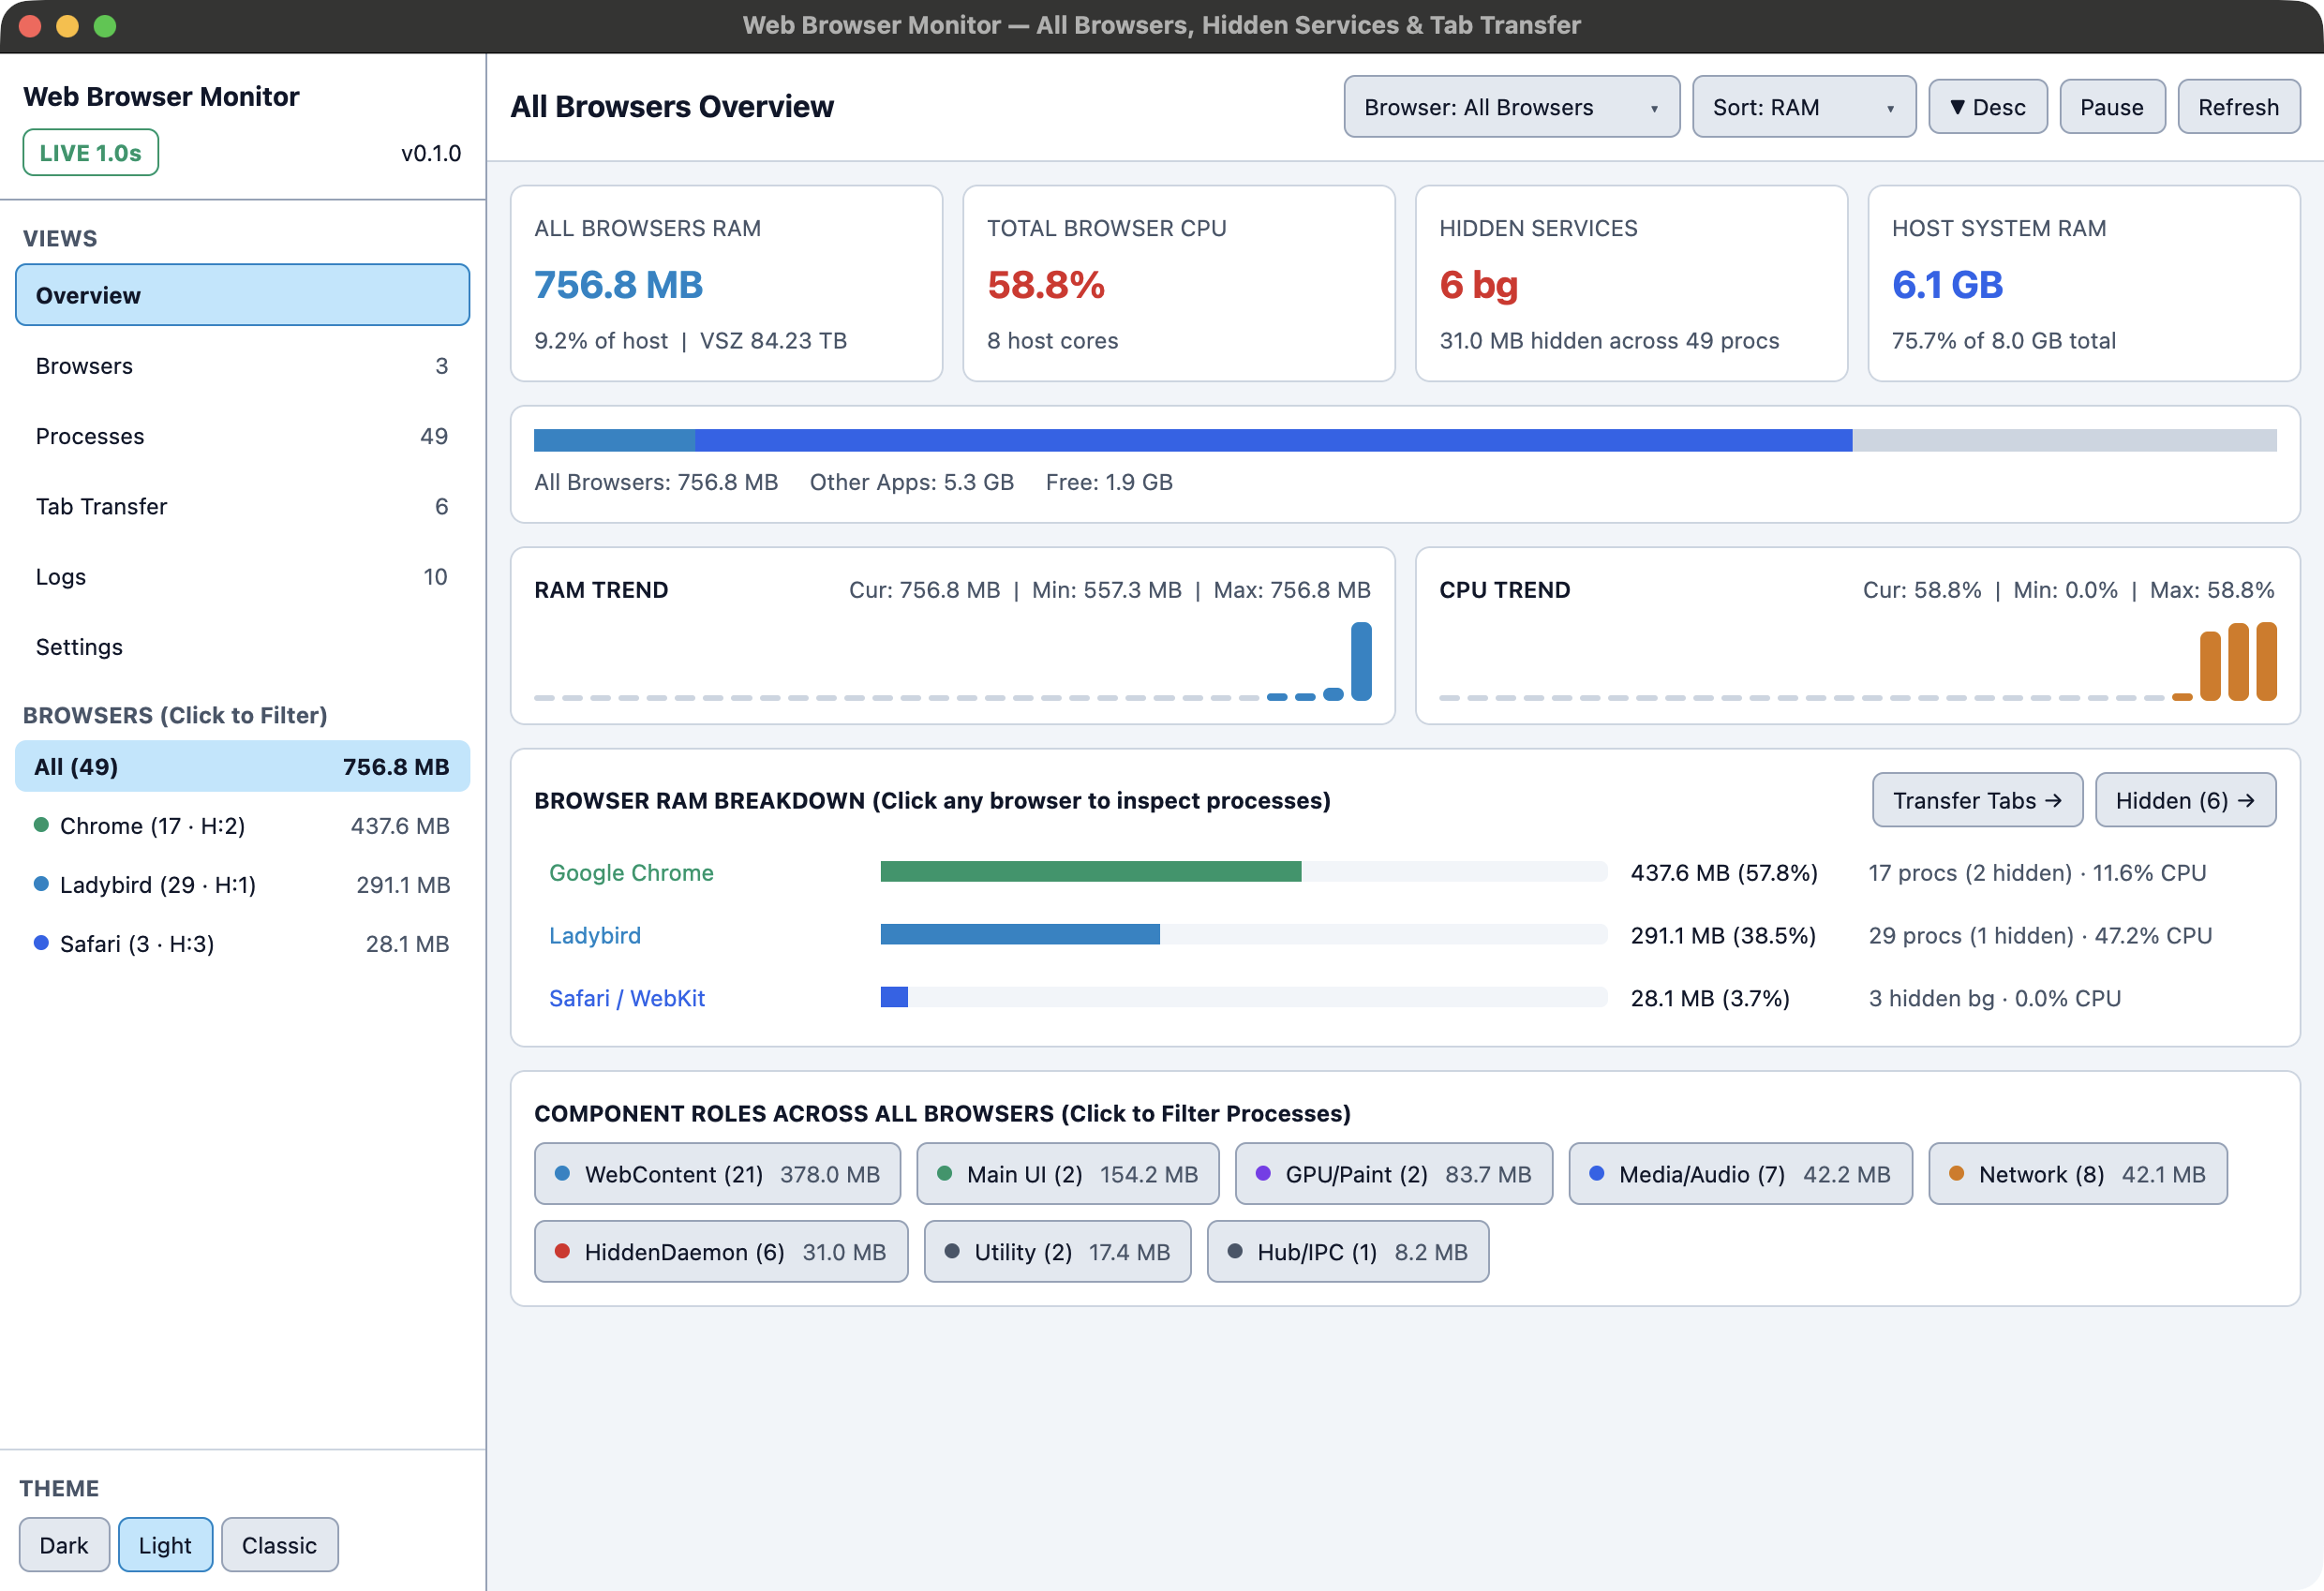 Web Browser Monitor — All Browsers, Hidden Services & Tab Transfer
Web Browser Monitor
LIVE 1.0s
v0.1.0
VIEWS
Overview
Browsers 3
Processes 49
Tab Transfer 6
Logs 10
Settings
BROWSERS (Click to Filter)
All (49) 756.8 MB
Chrome (17 · H:2) 437.6 MB
Ladybird (29 · H:1) 291.1 MB
Safari (3 · H:3) 28.1 MB
THEME
Dark Light Classic
All Browsers Overview
Browser: All Browsers ▾ Sort: RAM ▾ ▼ Desc Pause Refresh
ALL BROWSERS RAM
756.8 MB
9.2% of host | VSZ 84.23 TB
TOTAL BROWSER CPU
58.8%
8 host cores
HIDDEN SERVICES
6 bg
31.0 MB hidden across 49 procs
HOST SYSTEM RAM
6.1 GB
75.7% of 8.0 GB total
All Browsers: 756.8 MB Other Apps: 5.3 GB Free: 1.9 GB
RAM TREND Cur: 756.8 MB | Min: 557.3 MB | Max: 756.8 MB
CPU TREND Cur: 58.8% | Min: 0.0% | Max: 58.8%
BROWSER RAM BREAKDOWN (Click any browser to inspect processes) Transfer Tabs → Hidden (6) →
Google Chrome 437.6 MB (57.8%) 17 procs (2 hidden) · 11.6% CPU
Ladybird 291.1 MB (38.5%) 29 procs (1 hidden) · 47.2% CPU
Safari / WebKit 28.1 MB (3.7%) 3 hidden bg · 0.0% CPU
COMPONENT ROLES ACROSS ALL BROWSERS (Click to Filter Processes)
WebContent (21) 378.0 MB Main UI (2) 154.2 MB GPU/Paint (2) 83.7 MB Media/Audio (7) 42.2 MB Network (8) 42.1 MB
HiddenDaemon (6) 31.0 MB Utility (2) 17.4 MB Hub/IPC (1) 8.2 MB